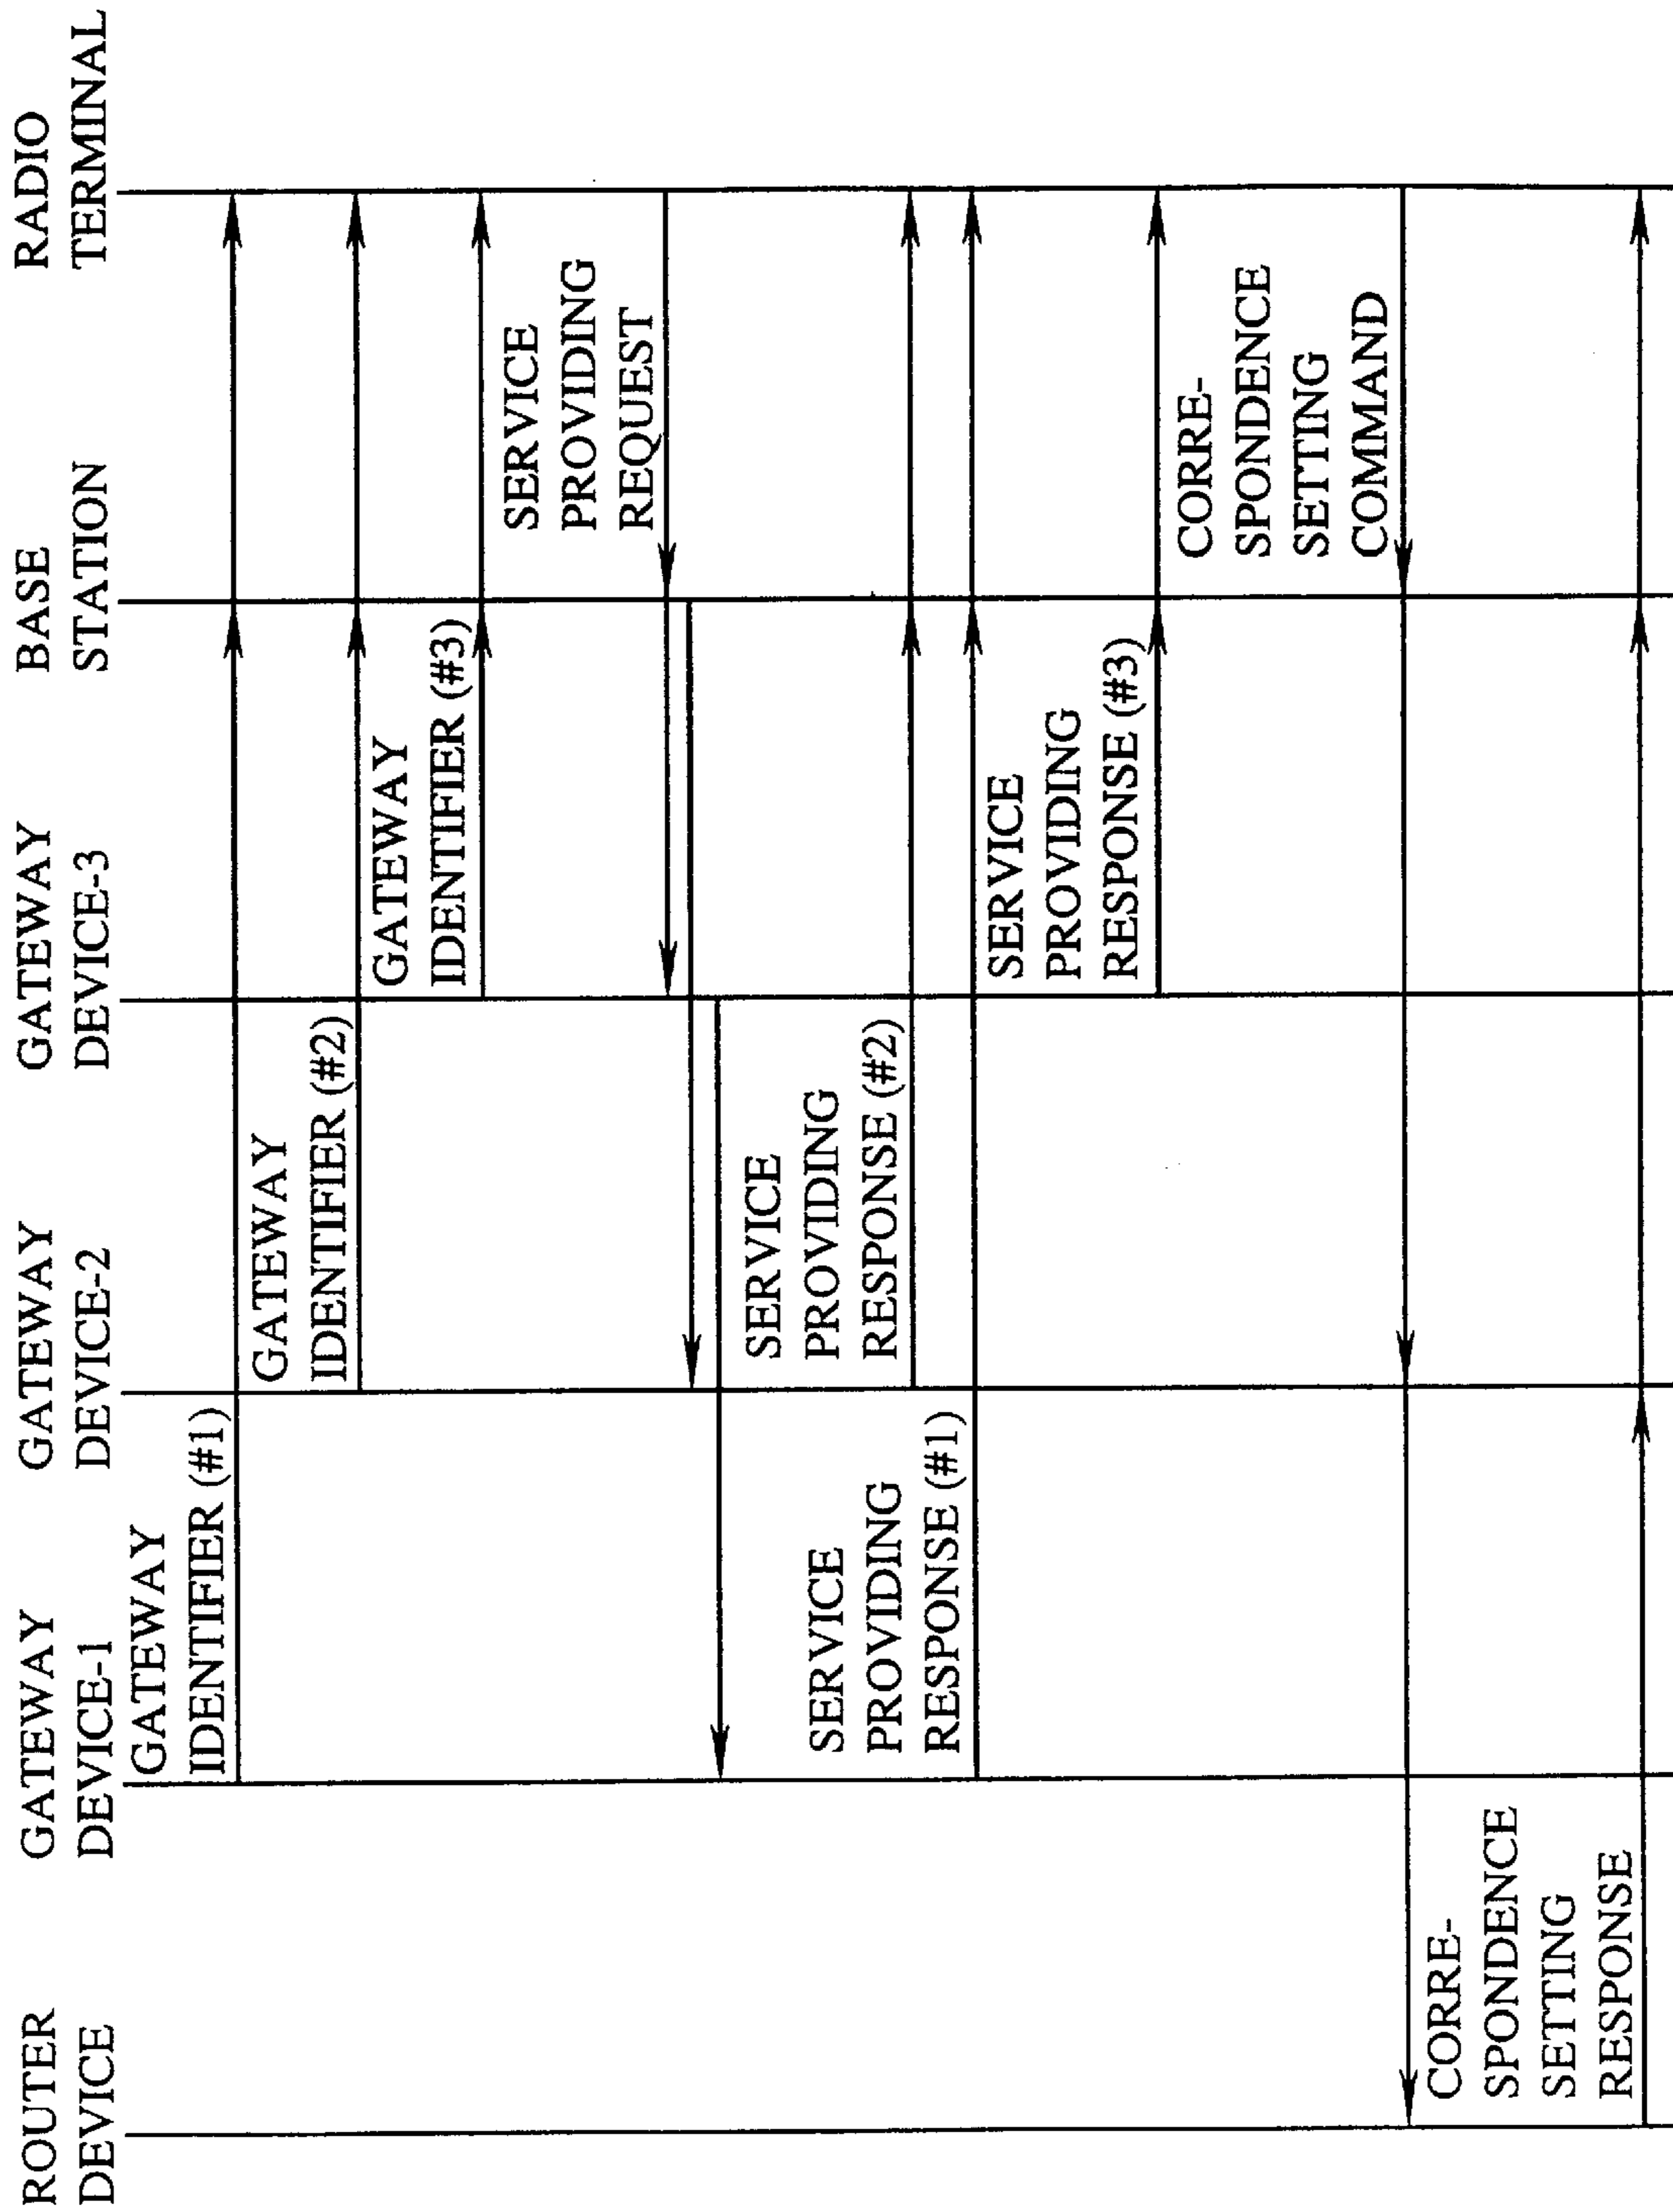 ROUTER
DEVICE
GATEWAY
DEVICE-1
GATEWAY
DEVICE-2
GATEWAY
DEVICE-3
BASE
STATION
RADIO
TERMINAL
GATEWAY
IDENTIFIER (#1)
GATEWAY
IDENTIFIER (#2)
GATEWAY
IDENTIFIER (#3)
SERVICE
PROVIDING
REQUEST
SERVICE
PROVIDING
RESPONSE (#2)
SERVICE
PROVIDING
RESPONSE (#1)
SERVICE
PROVIDING
RESPONSE (#3)
CORRE-
SPONDENCE
SETTING
COMMAND
CORRE-
SPONDENCE
SETTING
RESPONSE